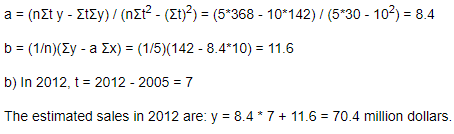 a = (nΣt y - ΣtΣy) / (nΣt² - (Σt)²) = (5*368 - 10*142) / (5*30 - 10²) = 8.4
b = (1/n)(Σy - a Σx) = (1/5)(142 - 8.4*10) = 11.6
b) In 2012, t = 2012 - 2005 = 7
The estimated sales in 2012 are: y = 8.4 * 7 + 11.6 = 70.4 million dollars.